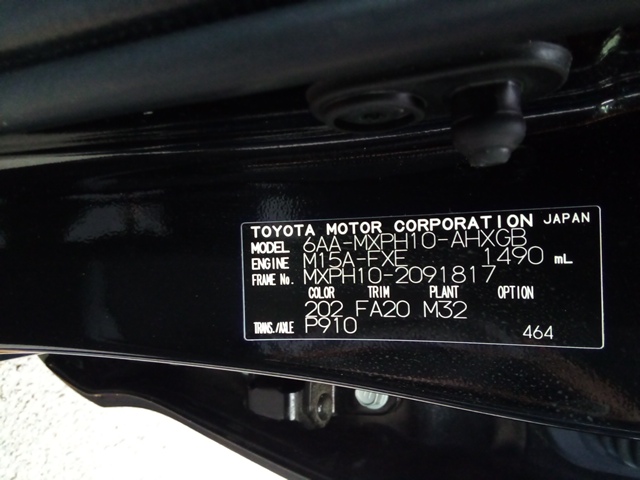 TOYOTA MOTOR CORPORATION JAPAN
MODEL 6AA-MXPH10-AHXGB
ENGINE M15A-FXE 1490 mL
FRAME No. MXPH10-2091817
COLOR TRIM PLANT OPTION
202 FA20 M32
TRANS./AXLE P910 464